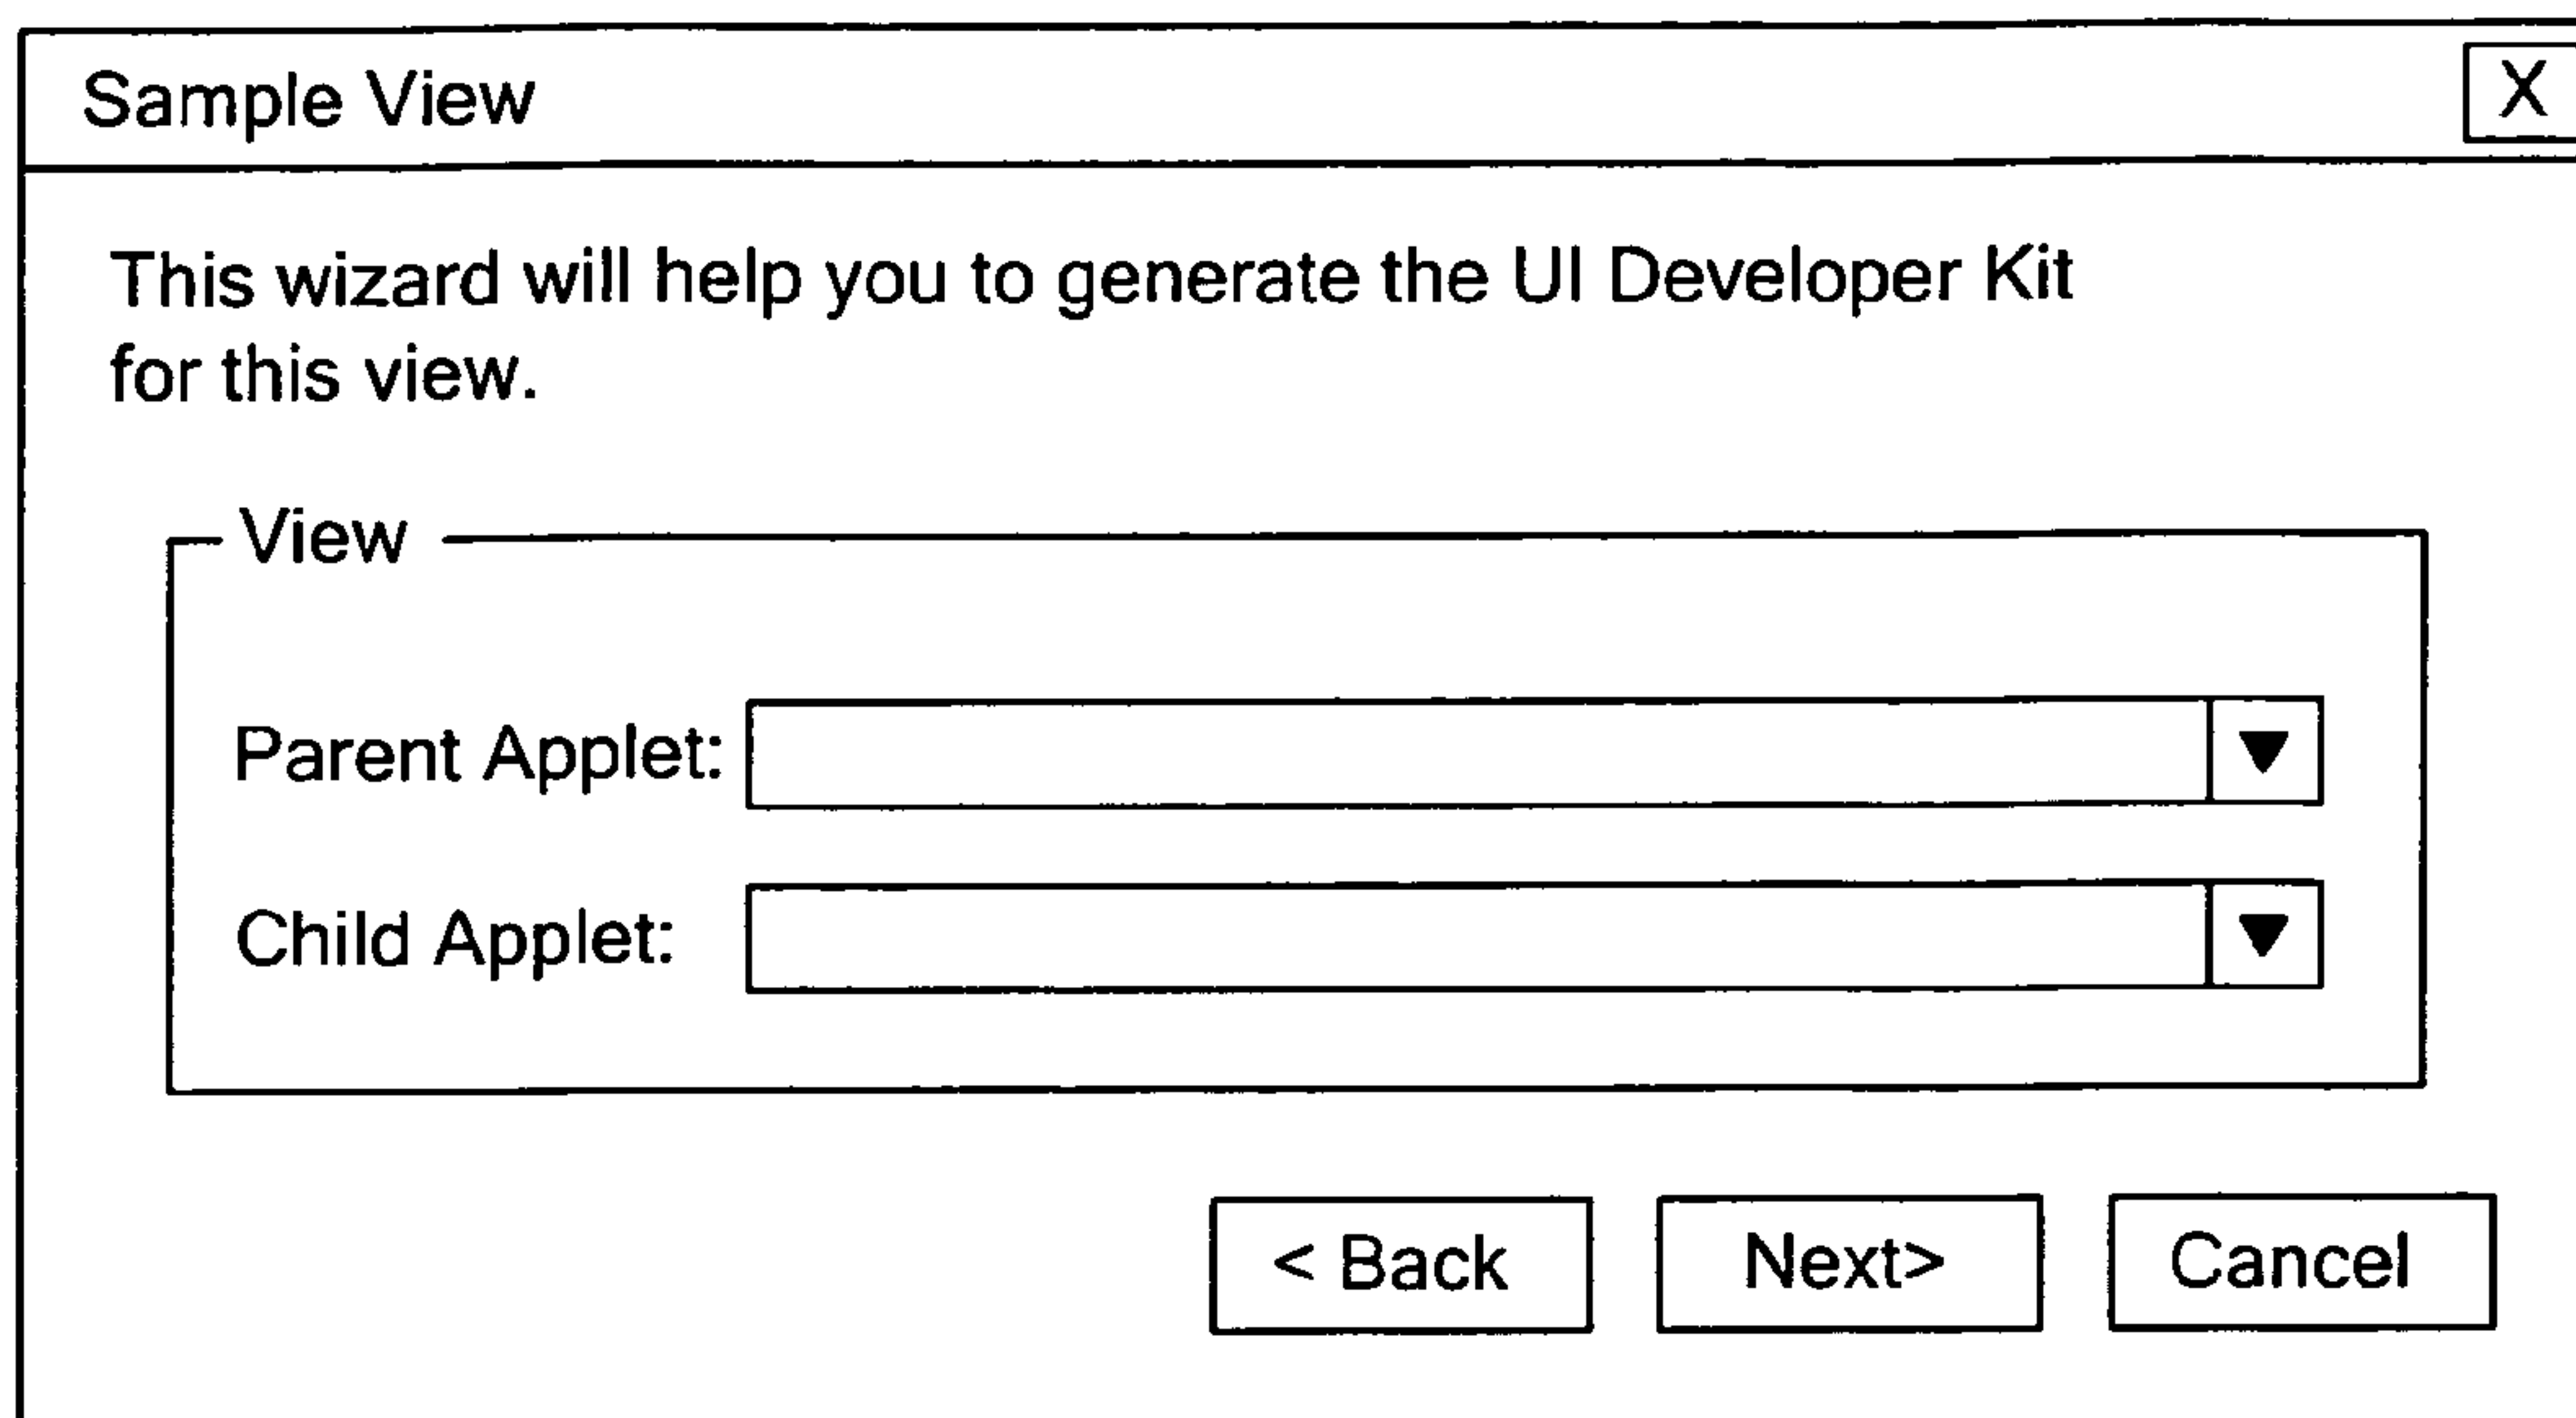 Sample View
X
This wizard will help you to generate the UI Developer Kit
for this view.
View
Parent Applet:
Child Applet:
< Back
Next>
Cancel